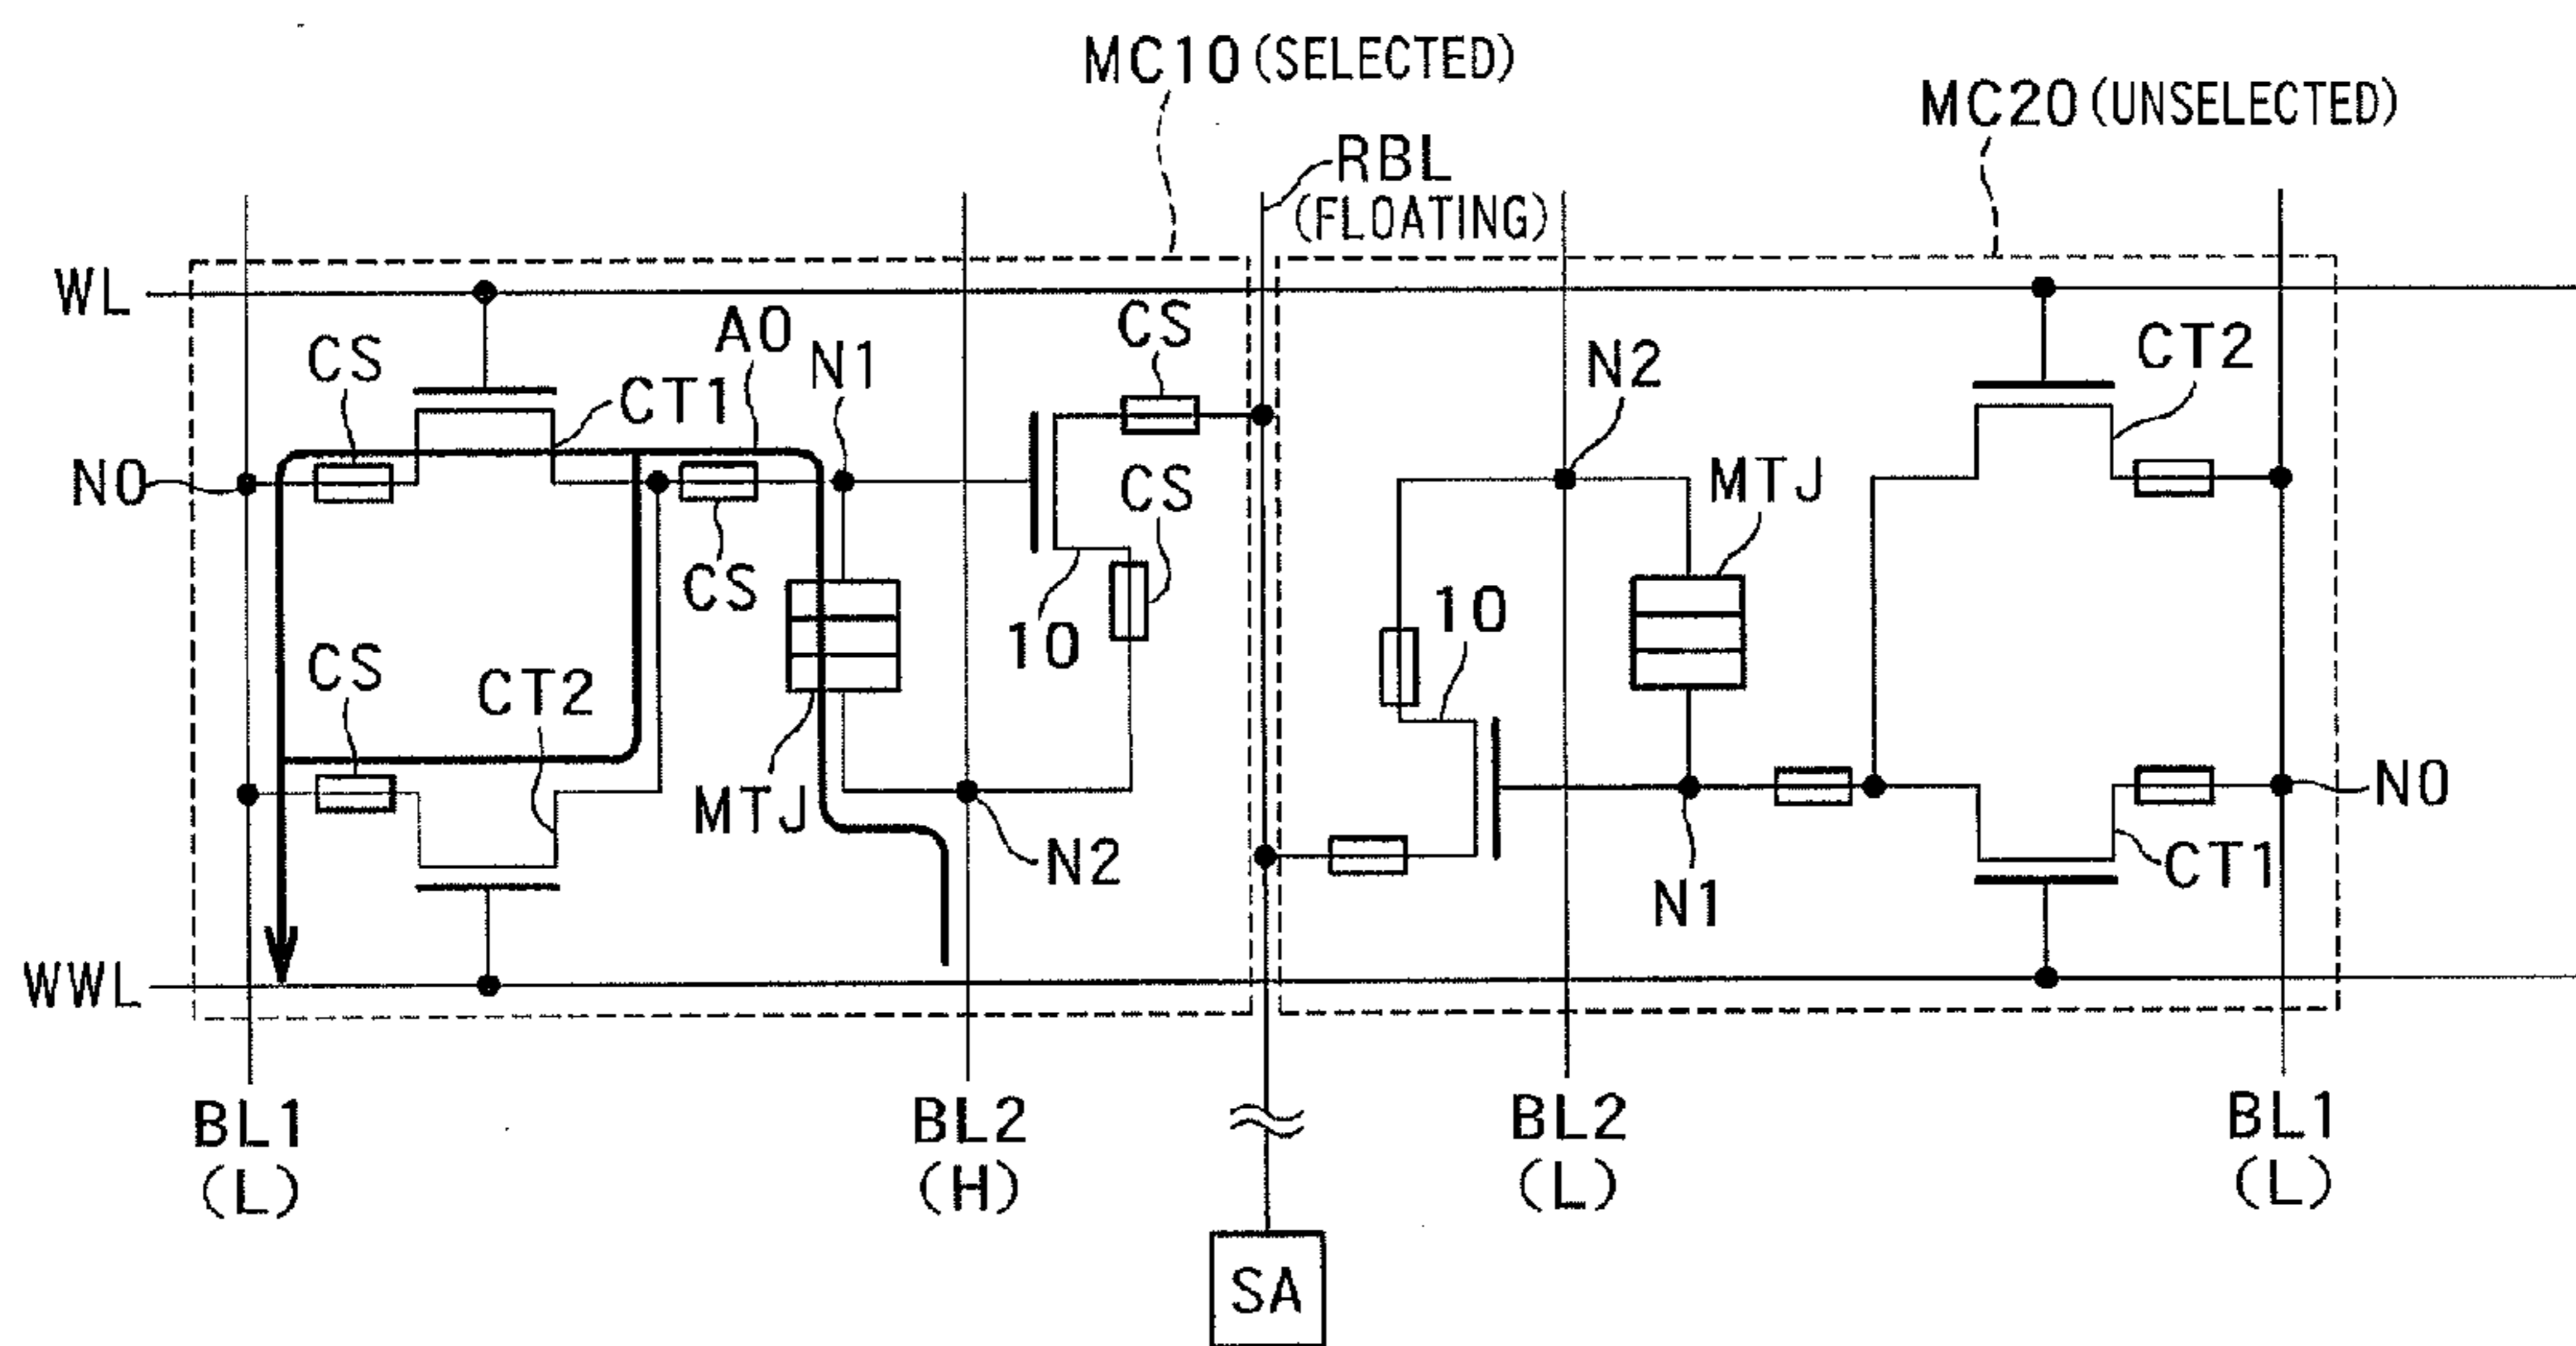 MC10 (SELECTED)
MC20 (UNSELECTED)
RBL
(FLOATING)
WL
CS
A0
N1
CS
N2
CT2
CT1
N0
CS
MTJ
CS
10
10
CS
CT2
MTJ
N2
N1
CT1
N0
WWL
BL1
(L)
BL2
(H)
BL2
(L)
BL1
(L)
SA